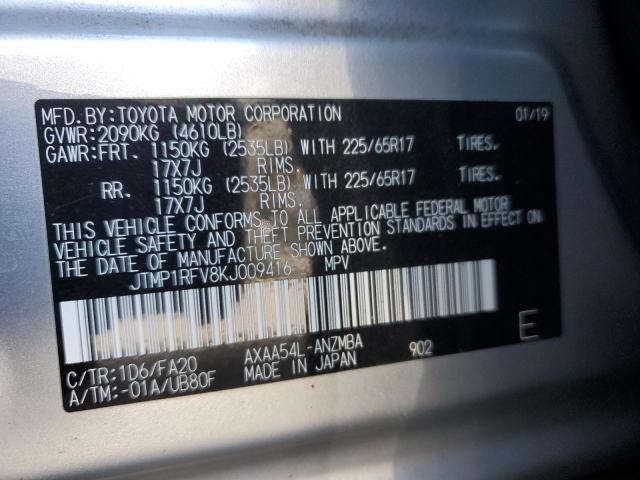 MFD.BY:TOYOTA MOTOR CORPORATION 01/19
GVWR:2090KG (4610LB)
GAWR:FRT. 1150KG (2535LB) WITH 225/65R17 TIRES.
17X7J RIMS.
RR. 1150KG (2535LB) WITH 225/65R17 TIRES.
17X7J RIMS.
THIS VEHICLE CONFORMS TO ALL APPLICABLE FEDERAL MOTOR
VEHICLE SAFETY AND THEFT PREVENTION STANDARDS IN EFFECT ON
THE DATE OF MANUFACTURE SHOWN ABOVE.
JTMP1RFV8KJ009416 MPV
E
C/TR:1D6/FA20 AXAA54L-ANZMBA 902
A/TM:-01A/UB80F MADE IN JAPAN